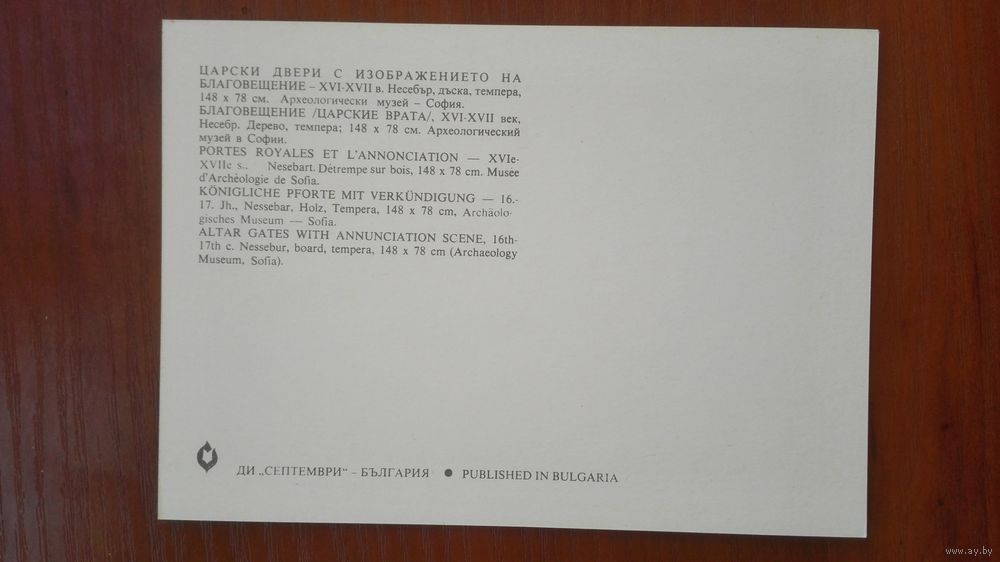 ЦАРСКИ ДВЕРИ С ИЗОБРАЖЕНИЕТО НА
БЛАГОВЕЩЕНИЕ – XVI-XVII в. Несебър, дъска, темпера,
148 x 78 см. Археологически музей – София.
БЛАГОВЕЩЕНИЕ /ЦАРСКИЕ ВРАТА/, XVI-XVII век,
Несебр. Дерево, темпера; 148 x 78 см. Археологический
музей в Софии.
PORTES ROYALES ET L'ANNONCIATION — XVIe-
XVIIe s.. Nesebart. Détrempe sur bois, 148 x 78 cm. Musée
d'Archéologie de Sofia.
KÖNIGLICHE PFORTE MIT VERKÜNDIGUNG — 16.-
17. Jh., Nessebar, Holz, Tempera, 148 x 78 cm, Archäolo-
gisches Museum — Sofia.
ALTAR GATES WITH ANNUNCIATION SCENE, 16th-
17th c. Nessebur, board, tempera, 148 x 78 cm (Archaeology
Museum, Sofia).
ДИ „СЕПТЕМВРИ“ – БЪЛГАРИЯ ● PUBLISHED IN BULGARIA
www.ay.by